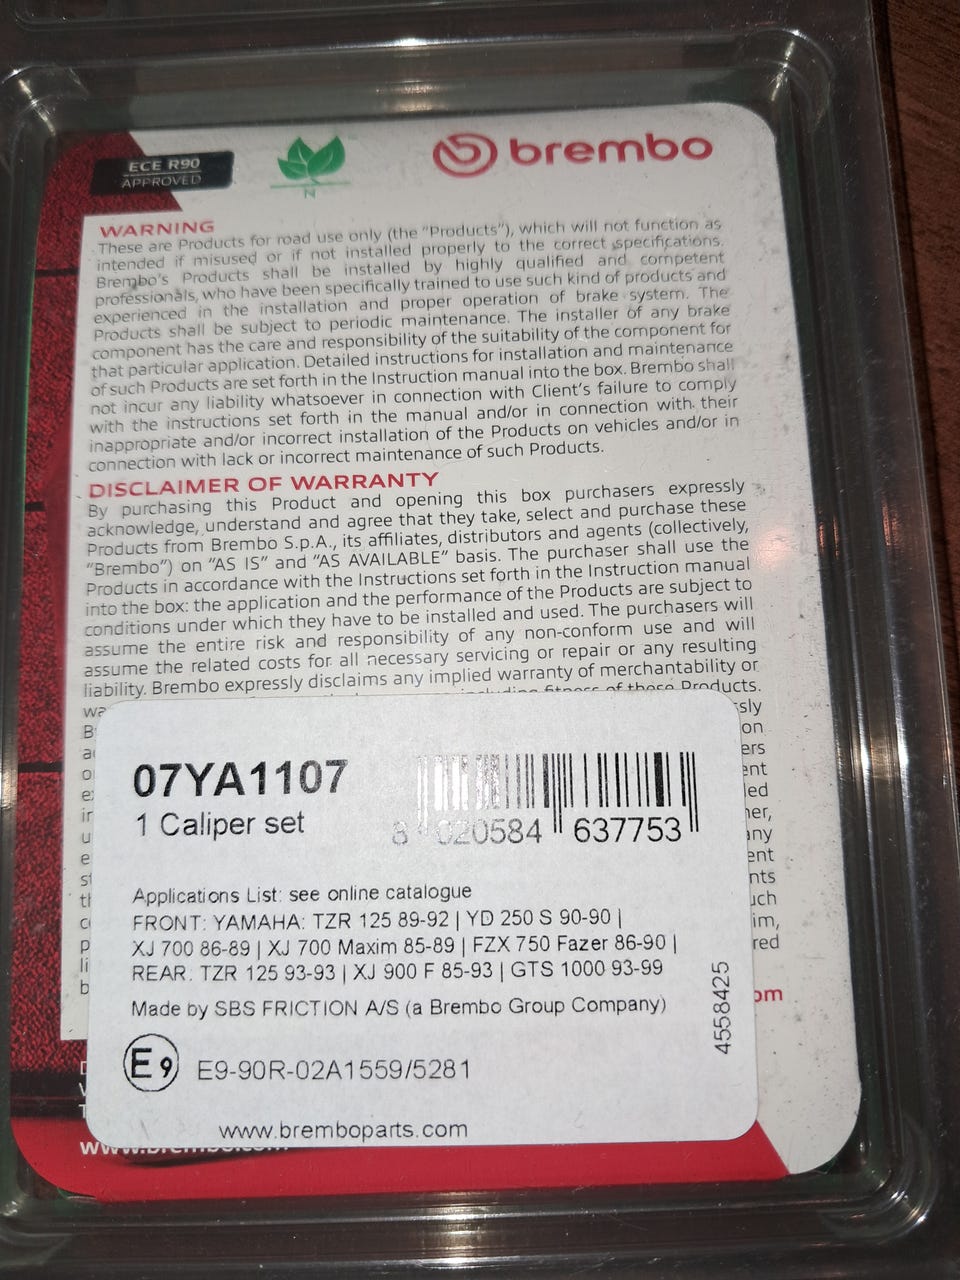 ECE R90
APPROVED
N
brembo
WARNING
These are Products for road use only (the "Products"), which will not function as
intended if misused or if not installed properly to the correct specifications.
Brembo's Products shall be installed by highly qualified and competent
professionals, who have been specifically trained to use such kind of products and
experienced in the installation and proper operation of brake system. The
Products shall be subject to periodic maintenance. The installer of any brake
component has the care and responsibility of the suitability of the component for
that particular application. Detailed instructions for installation and maintenance
of such Products are set forth in the Instruction manual into the box. Brembo shall
not incur any liability whatsoever in connection with Client's failure to comply
with the instructions set forth in the manual and/or in connection with their
inappropriate and/or incorrect installation of the Products on vehicles and/or in
connection with lack or incorrect maintenance of such Products.
DISCLAIMER OF WARRANTY
By purchasing this Product and opening this box purchasers expressly
acknowledge, understand and agree that they take, select and purchase these
Products from Brembo S.p.A., its affiliates, distributors and agents (collectively,
"Brembo") on "AS IS" and "AS AVAILABLE" basis. The purchaser shall use the
Products in accordance with the Instructions set forth in the Instruction manual
into the box: the application and the performance of the Products are subject to
conditions under which they have to be installed and used. The purchasers will
assume the entire risk and responsibility of any non-conform use and will
assume the related costs for all necessary servicing or repair or any resulting
liability. Brembo expressly disclaims any implied warranty of merchantability or
fitness of those Products.
07YA1107
1 Caliper set
8 020584 637753
Applications List: see online catalogue
FRONT: YAMAHA: TZR 125 89-92 | YD 250 S 90-90 |
XJ 700 86-89 | XJ 700 Maxim 85-89 | FZX 750 Fazer 86-90 |
REAR: TZR 125 93-93 | XJ 900 F 85-93 | GTS 1000 93-99
Made by SBS FRICTION A/S (a Brembo Group Company)
4558425
E9 E9-90R-02A1559/5281
www.bremboparts.com